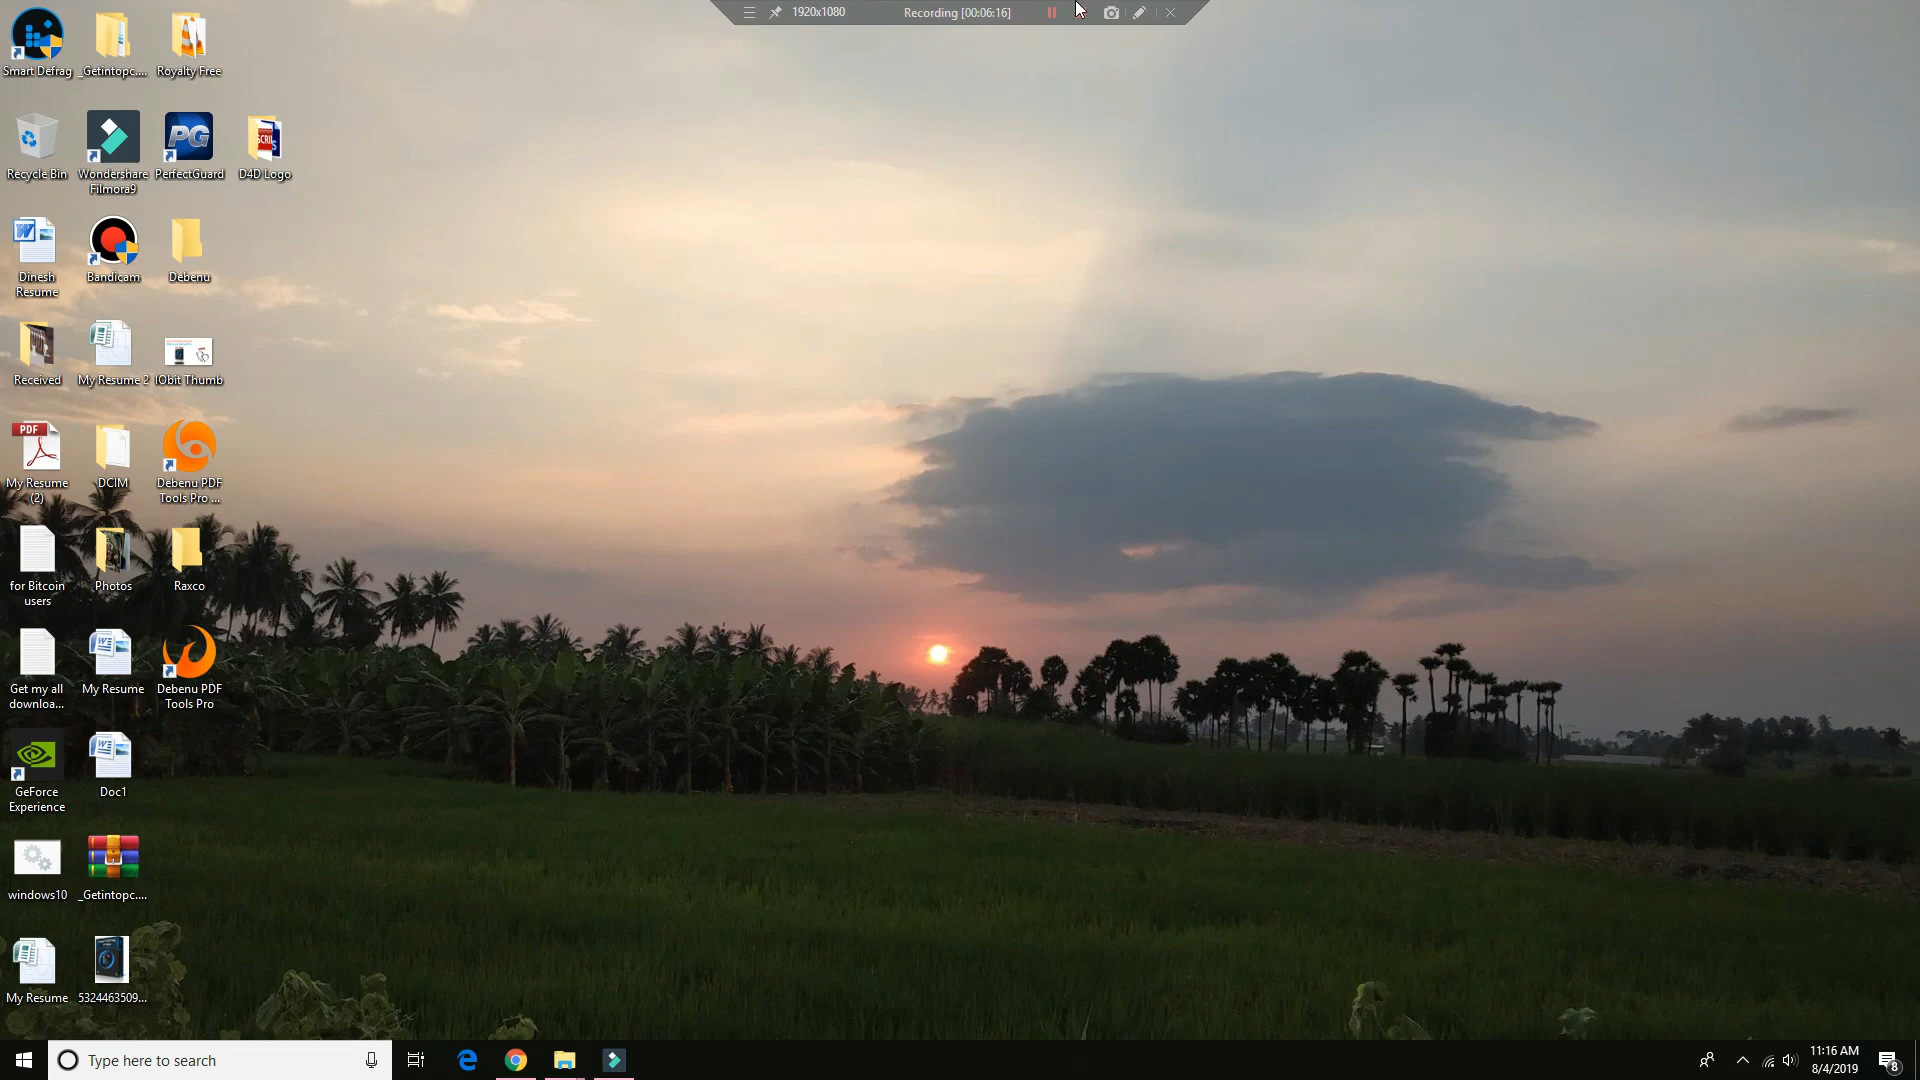 1920x1080
Recording [00:06:16]
Smart Defrag
_Getintopc....
Royalty Free
Recycle Bin
Wondershare
Filmora9
PG
PerfectGuard
D4D Logo
Dinesh
Resume
Bandicam
Debenu
Received
My Resume 2
IObit Thumb
PDF
My Resume
(2)
DCIM
Debenu PDF
Tools Pro ...
for Bitcoin
users
Photos
Raxco
Get my all
downloa...
My Resume
Debenu PDF
Tools Pro
GeForce
Experience
Doc1
windows10
_Getintopc....
My Resume
5324463509...
Type here to search
11:16 AM
8/4/2019
8